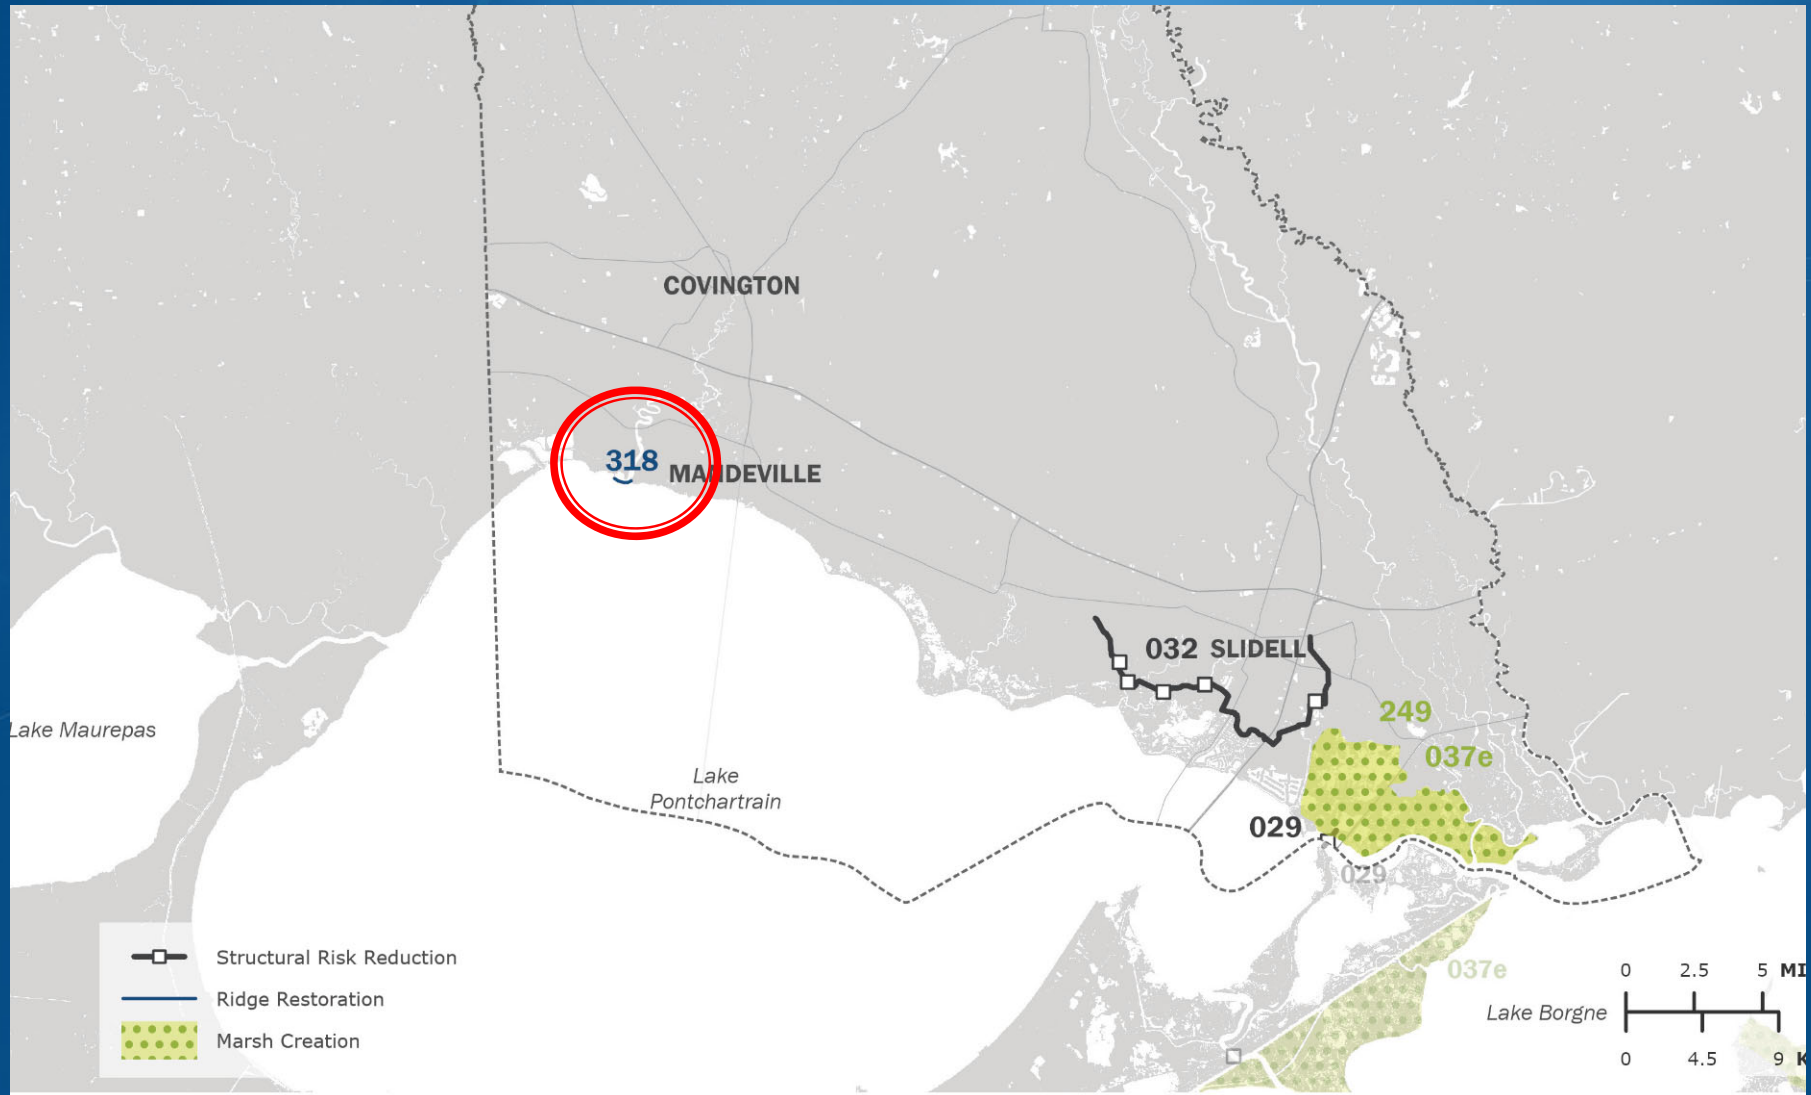 COVINGTON
318 MANDEVILLE
032 SLIDELL
249
037e
Lake Maurepas
Lake
Pontchartrain
029
029
037e
Lake Borgne
Structural Risk Reduction
Ridge Restoration
Marsh Creation
0 2.5 5 MI
0 4.5 9 K